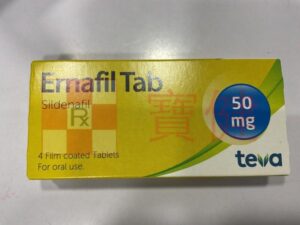 Ernafil Tab
Sildenafil
Rx
50
mg
4 Film coated Tablets
For oral use.
teva
寶